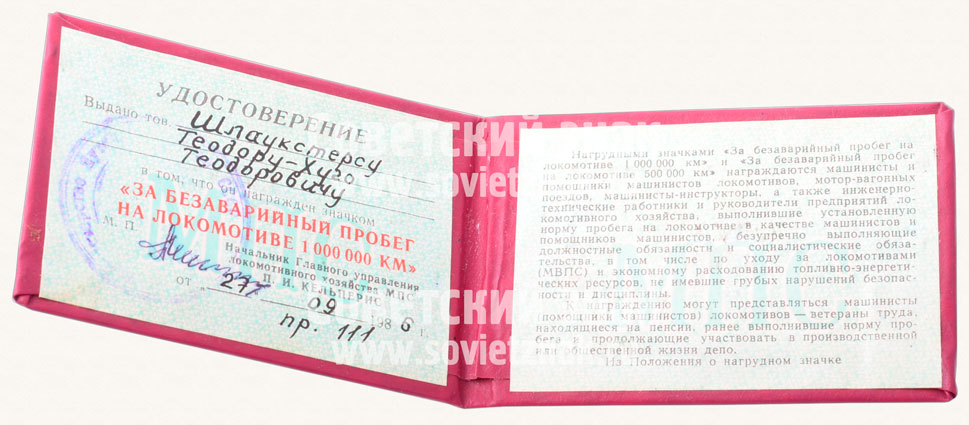 УДОСТОВЕРЕНИЕ
Выдано тов. Шлаукстерсу
Теодору-Хуго
Теодоровичу
в том, что он награжден значком
«ЗА БЕЗАВАРИЙНЫЙ ПРОБЕГ
НА ЛОКОМОТИВЕ 1 000 000 КМ»
М. П.
Начальник Главного управления
локомотивного хозяйства МПС
П. И. КЕЛЬПЕРИС
от «27» 09 1986 г.
пр. 111
Нагрудными значками «За безаварийный пробег на
локомотиве 1 000 000 км» и «За безаварийный пробег
на локомотиве 500 000 км» награждаются машинисты и
помощники машинистов локомотивов, мотор-вагонных
поездов, машинисты-инструкторы, а также инженерно-
технические работники и руководители предприятий ло-
комотивного хозяйства, выполнившие установленную
норму пробега на локомотиве в качестве машинистов и
помощников машинистов, безупречно выполняющие
должностные обязанности и социалистические обяза-
тельства, в том числе по уходу за локомотивами
(МВПС) и экономному расходованию топливно-энергети-
ческих ресурсов, не имевшие грубых нарушений безопас-
ности и дисциплины.
К награждению могут представляться машинисты
(помощники машинистов) локомотивов — ветераны труда,
находящиеся на пенсии, ранее выполнившие норму про-
бега и продолжающие участвовать в производственной
или общественной жизни депо.
Из Положения о нагрудном значке